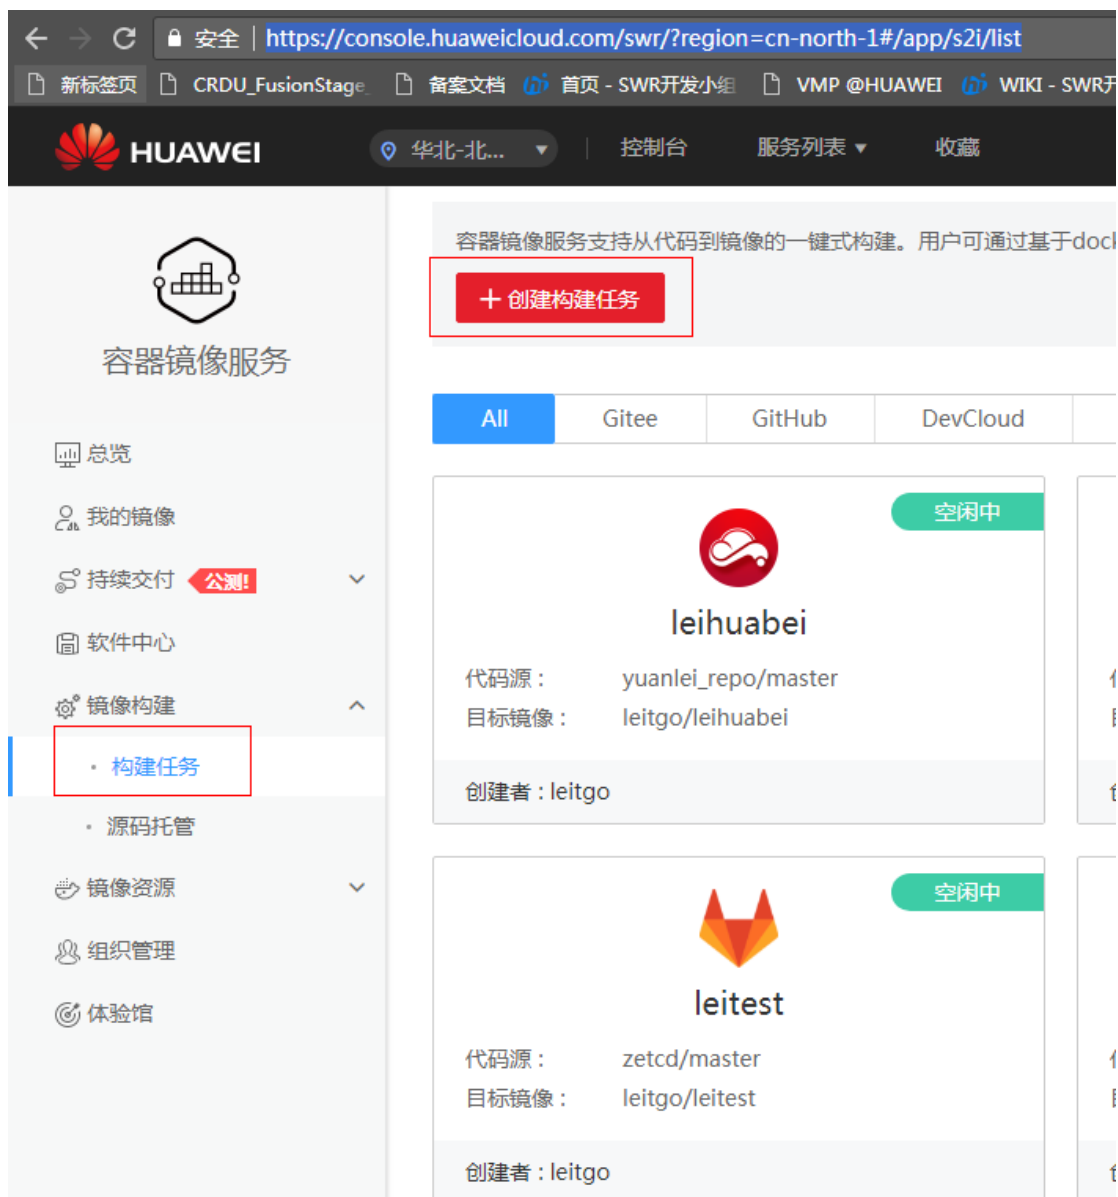 安全 | https://console.huaweicloud.com/swr/?region=cn-north-1#/app/s2i/list
新标签页 CRDU_FusionStage_ 备案文档 首页 - SWR开发小组 VMP @HUAWEI WIKI - SWR开
HUAWEI 华北-北... 控制台 服务列表 收藏
容器镜像服务支持从代码到镜像的一键式构建。用户可通过基于dock
+ 创建构建任务
容器镜像服务
All Gitee GitHub DevCloud
总览
我的镜像
持续交付 公测!
软件中心
镜像构建
· 构建任务
· 源码托管
镜像资源
组织管理
体验馆
空闲中
leihuabei
代码源： yuanlei_repo/master
目标镜像： leitgo/leihuabei
创建者 : leitgo
空闲中
leitest
代码源： zetcd/master
目标镜像： leitgo/leitest
创建者 : leitgo